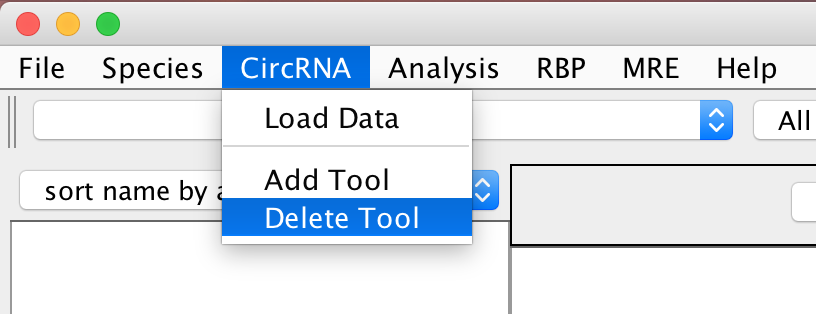 File Species CircRNA Analysis RBP MRE Help
Load Data
All
Add Tool
sort name by
Delete Tool